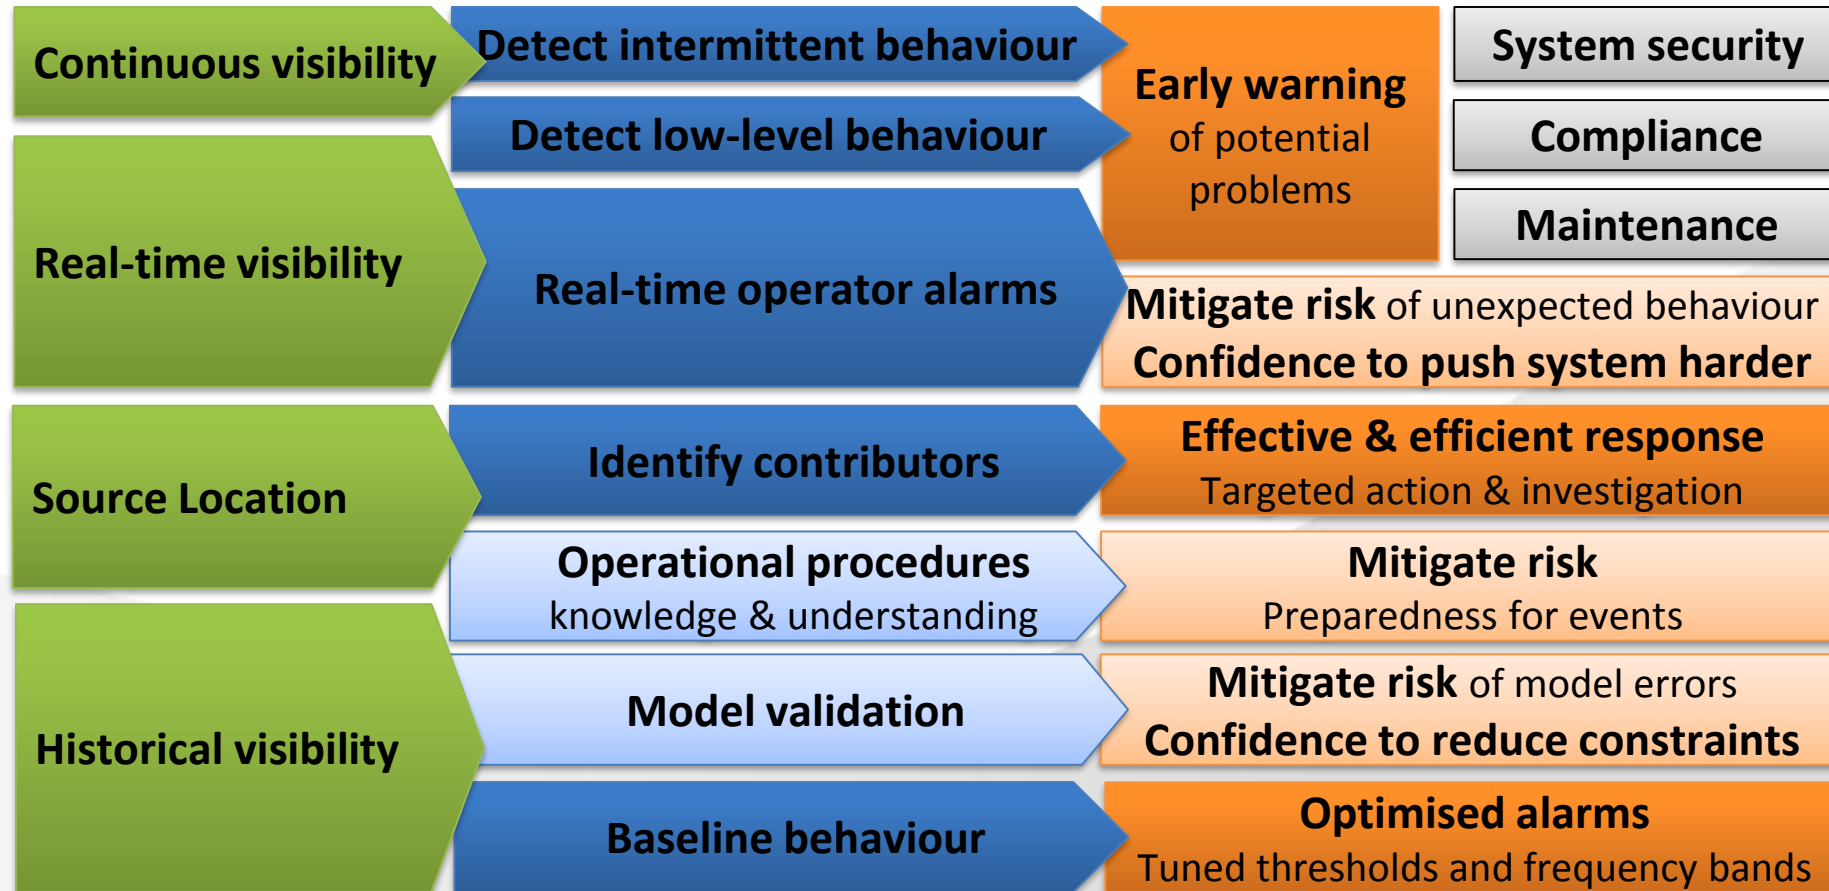 Continuous visibility
Detect intermittent behaviour
Detect low-level behaviour
Early warning
of potential
problems
System security
Compliance
Maintenance
Real-time visibility
Real-time operator alarms
Mitigate risk of unexpected behaviour
Confidence to push system harder
Source Location
Identify contributors
Effective & efficient response
Targeted action & investigation
Operational procedures
knowledge & understanding
Mitigate risk
Preparedness for events
Historical visibility
Model validation
Mitigate risk of model errors
Confidence to reduce constraints
Baseline behaviour
Optimised alarms
Tuned thresholds and frequency bands